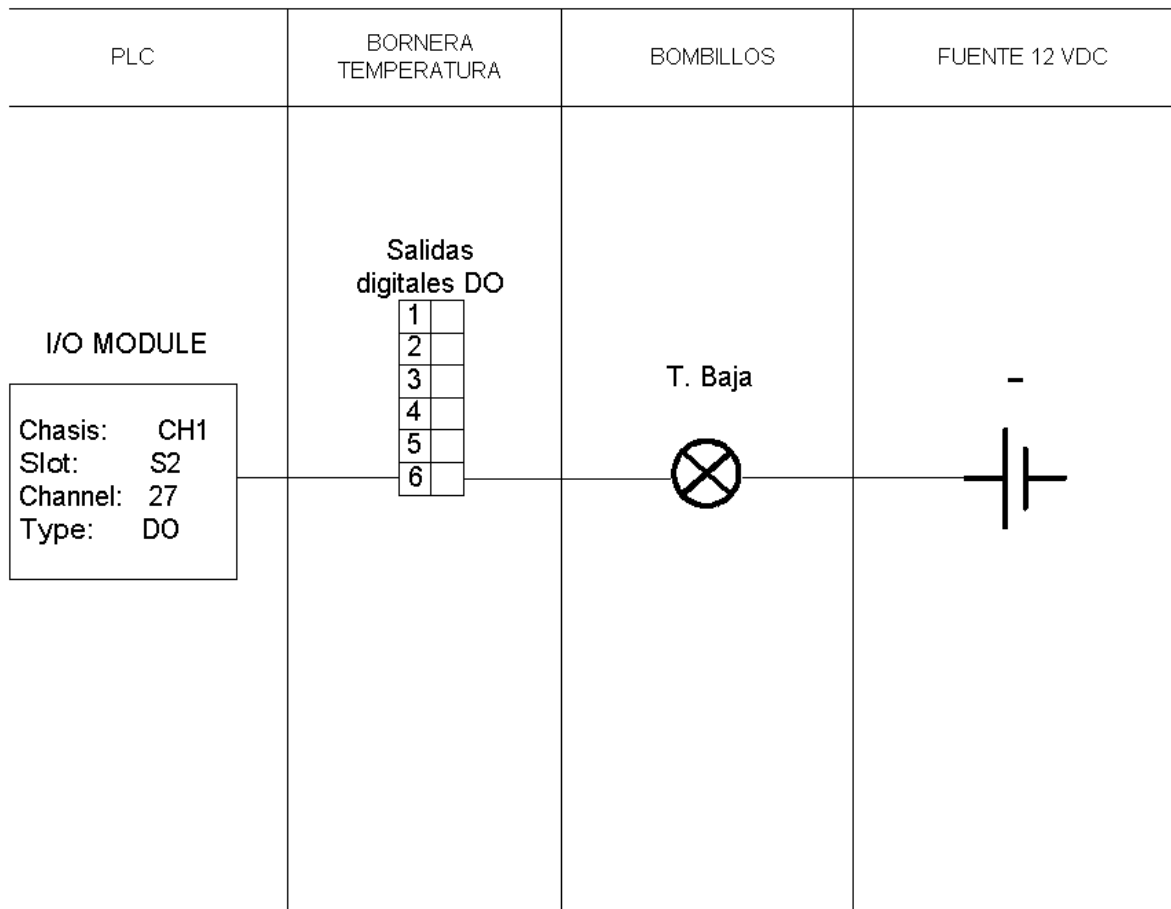 PLC
BORNERA
TEMPERATURA
BOMBILLOS
FUENTE 12 VDC
Salidas
digitales DO
1
2
3
4
5
6
I/O MODULE
Chasis: CH1
Slot: S2
Channel: 27
Type: DO
T. Baja
-